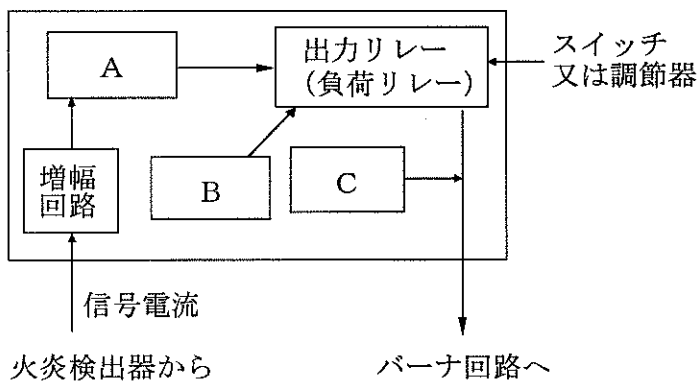 A
出力リレー
(負荷リレー)
スイッチ
又は調節器
増幅
回路
B
C
信号電流
火炎検出器から
バーナ回路へ